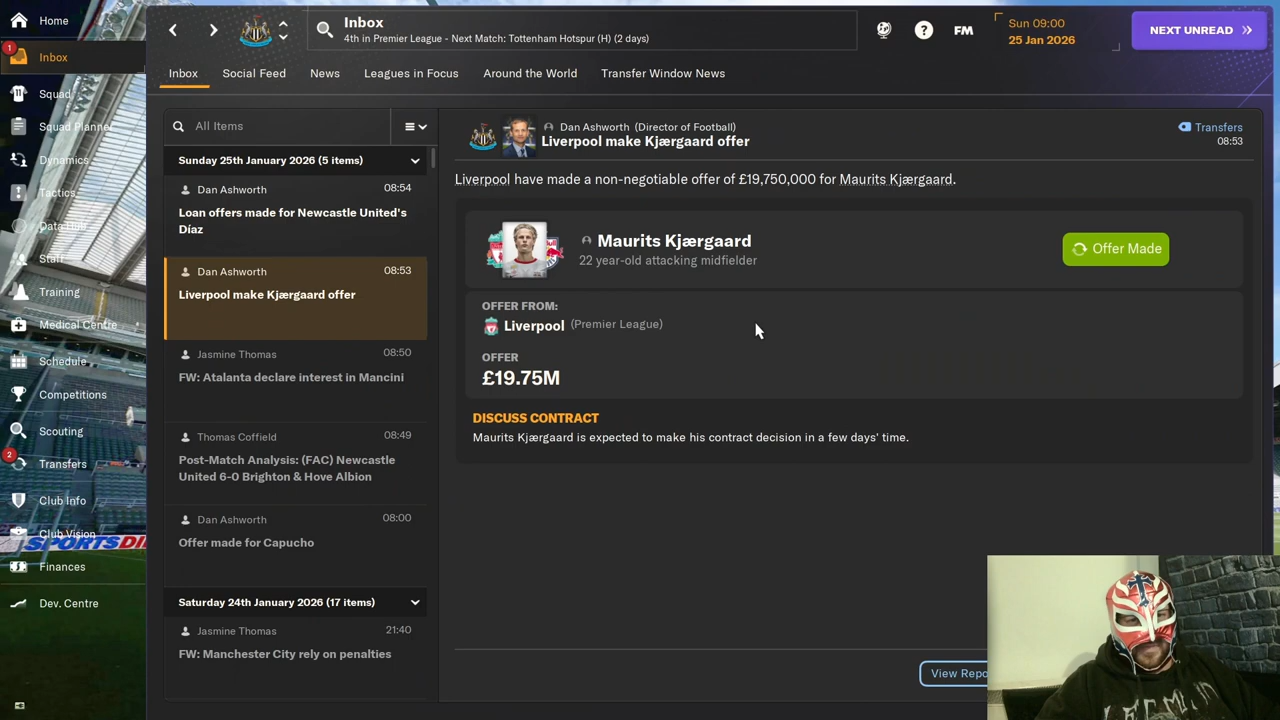 Home
Inbox
4th in Premier League - Next Match: Tottenham Hotspur (H) (2 days)
FM
Sun 09:00
25 Jan 2026
NEXT UNREAD
1
Inbox
Squad
Squad Planner
Dynamics
Tactics
Data Hub
Staff
Training
Medical Centre
Schedule
Competitions
Scouting
2
Transfers
Club Info
Club Vision
SPORTS DI
Finances
Dev. Centre
Inbox
Social Feed
News
Leagues in Focus
Around the World
Transfer Window News
All Items
Sunday 25th January 2026 (5 items)
Dan Ashworth 08:54
Loan offers made for Newcastle United's
Díaz
Dan Ashworth 08:53
Liverpool make Kjærgaard offer
Jasmine Thomas 08:50
FW: Atalanta declare interest in Mancini
Thomas Coffield 08:49
Post-Match Analysis: (FAC) Newcastle
United 6-0 Brighton & Hove Albion
Dan Ashworth 08:00
Offer made for Capucho
Saturday 24th January 2026 (17 items)
Jasmine Thomas 21:40
FW: Manchester City rely on penalties
Dan Ashworth (Director of Football)
Liverpool make Kjærgaard offer
Transfers
08:53
Liverpool have made a non-negotiable offer of £19,750,000 for Maurits Kjærgaard.
Maurits Kjærgaard
22 year-old attacking midfielder
Offer Made
OFFER FROM:
Liverpool (Premier League)
OFFER
£19.75M
DISCUSS CONTRACT
Maurits Kjærgaard is expected to make his contract decision in a few days' time.
View Repo